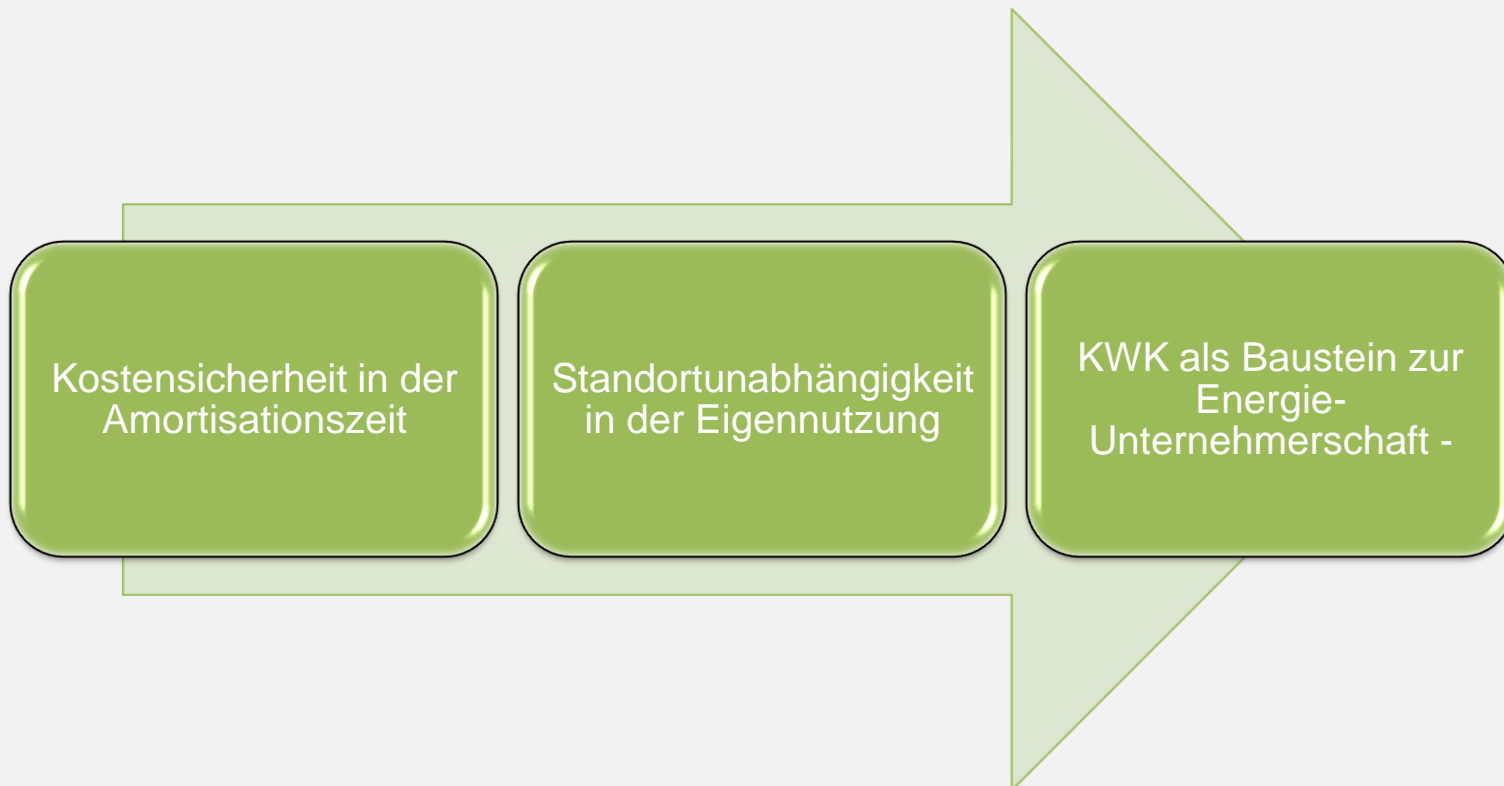 Kostensicherheit in der
Amortisationszeit
Standortunabhängigkeit
in der Eigennutzung
KWK als Baustein zur
Energie-
Unternehmerschaft -